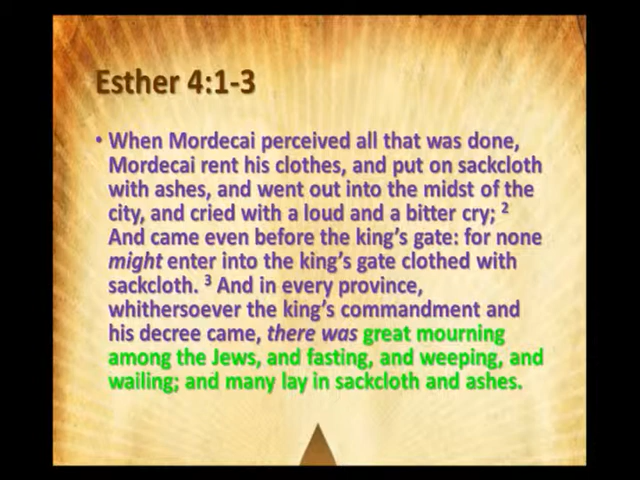 Esther 4:1-3
• When Mordecai perceived all that was done,
Mordecai rent his clothes, and put on sackcloth
with ashes, and went out into the midst of the
city, and cried with a loud and a bitter cry; 2
And came even before the king's gate: for none
might enter into the king's gate clothed with
sackcloth. 3 And in every province,
whithersoever the king's commandment and
his decree came, there was great mourning
among the Jews, and fasting, and weeping, and
wailing; and many lay in sackcloth and ashes.